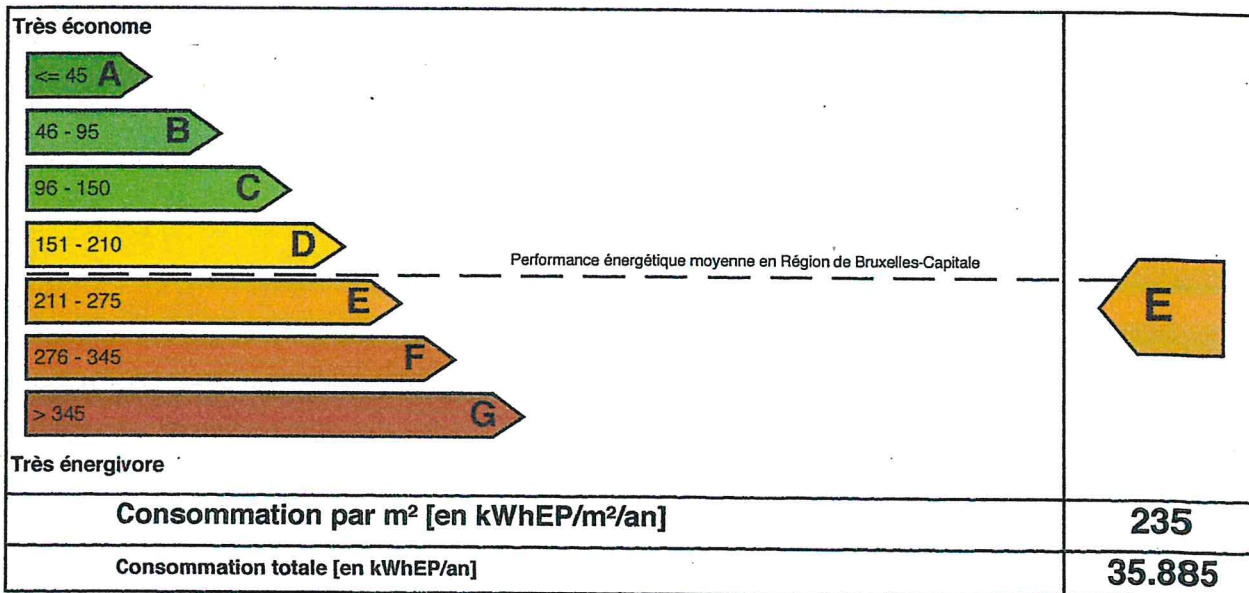 Très économe
<= 45 A
46 - 95 B
96 - 150 C
151 - 210 D
Performance énergétique moyenne en Région de Bruxelles-Capitale
211 - 275 E
E
276 - 345 F
> 345 G
Très énergivore
Consommation par m² [en kWhEP/m²/an] 235
Consommation totale [en kWhEP/an] 35.885